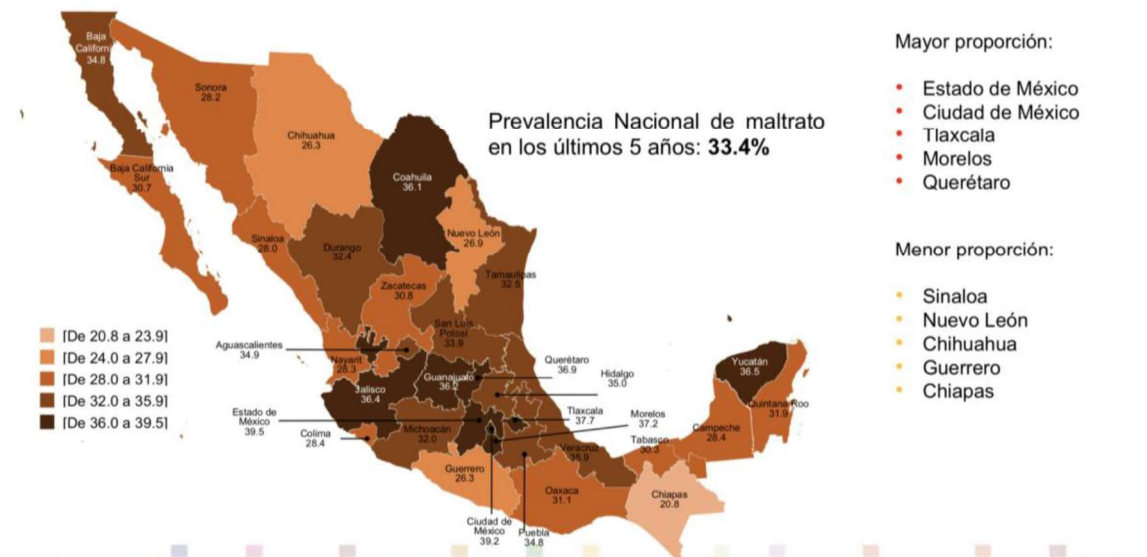 Baja
Californi
34.8
Sonora
28.2
Chihuahua
26.3
Coahuila
36.1
Baja California
Sur
30.7
Sinaloa
28.0
Durango
32.4
Nuevo León
26.9
Tamaulipas
32.5
Zacatecas
30.8
San Luis
Potosí
33.9
Aguascalientes
34.9
Nayarit
28.3
Jalisco
36.4
Guanajuato
36.2
Querétaro
36.9
Hidalgo
35.0
Estado de
México
39.5
Colima
28.4
Michoacán
32.0
Tlaxcala
37.7
Morelos
37.2
Veracruz
Guerrero
26.3
Oaxaca
31.1
Ciudad de
México
39.2
Puebla
34.8
Tabasco
30.3
Campeche
28.4
Yucatán
36.5
Quintana Roo
31.9
Chiapas
20.8
Prevalencia Nacional de maltrato
en los últimos 5 años: 33.4%
[De 20.8 a 23.9]
[De 24.0 a 27.9]
[De 28.0 a 31.9]
[De 32.0 a 35.9]
[De 36.0 a 39.5]
Mayor proporción:
• Estado de México
• Ciudad de México
• Tlaxcala
• Morelos
• Querétaro
Menor proporción:
• Sinaloa
• Nuevo León
• Chihuahua
• Guerrero
• Chiapas